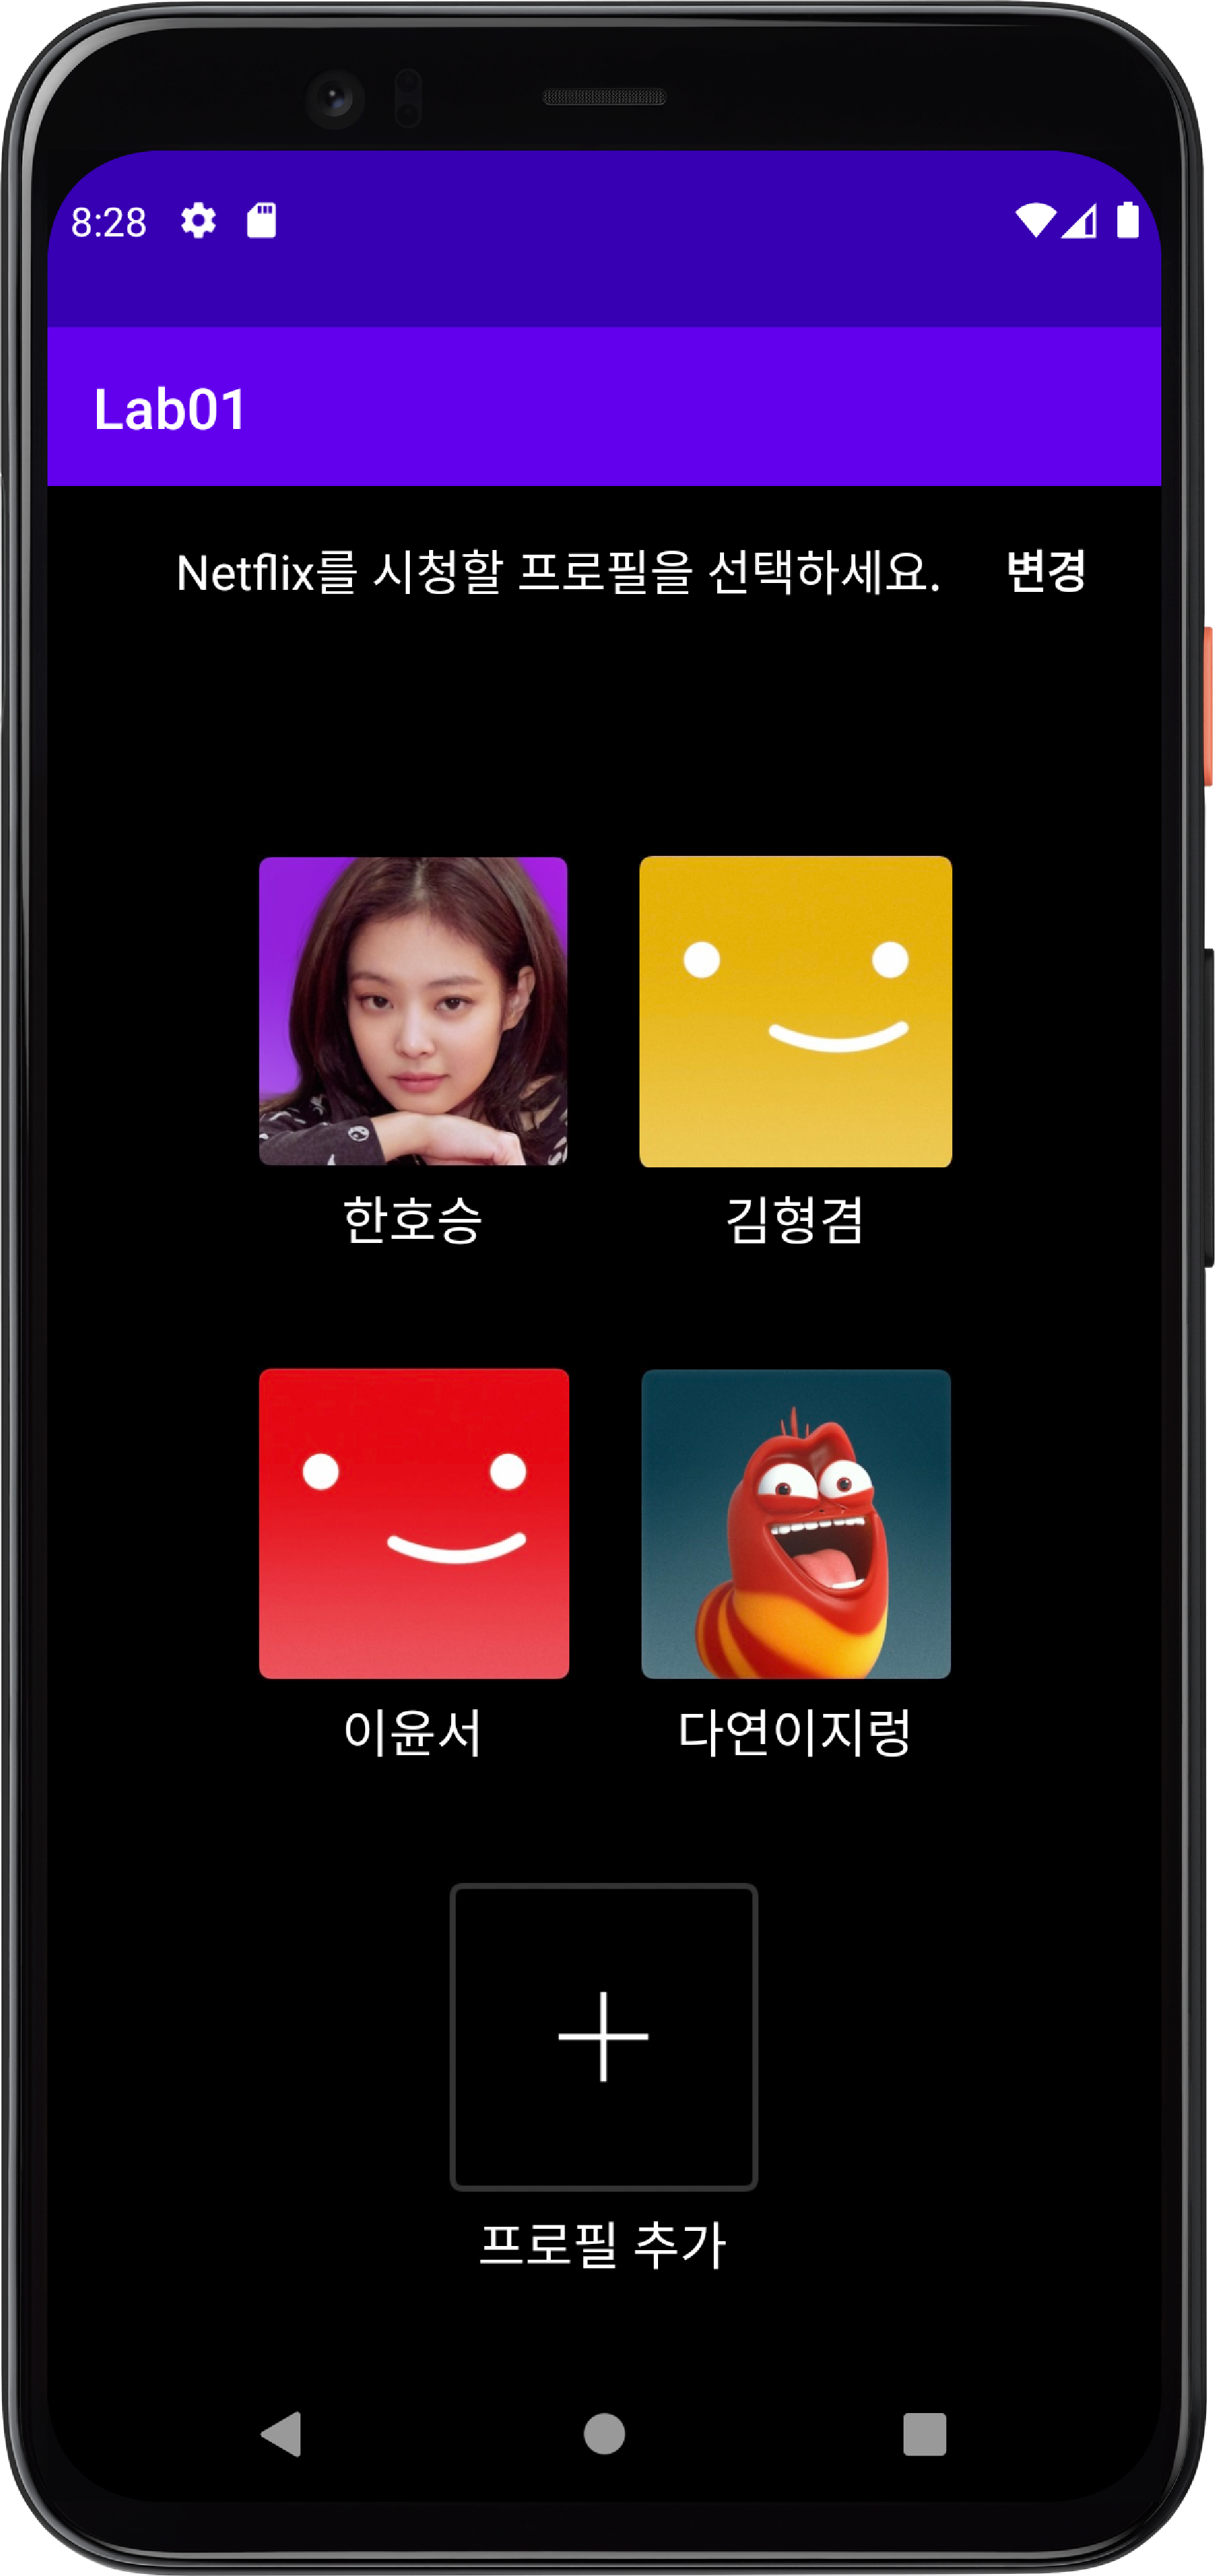 8:28
Lab01
Netflix를 시청할 프로필을 선택하세요. 변경
한호승 김형겸
이윤서 다연이지렁
프로필 추가